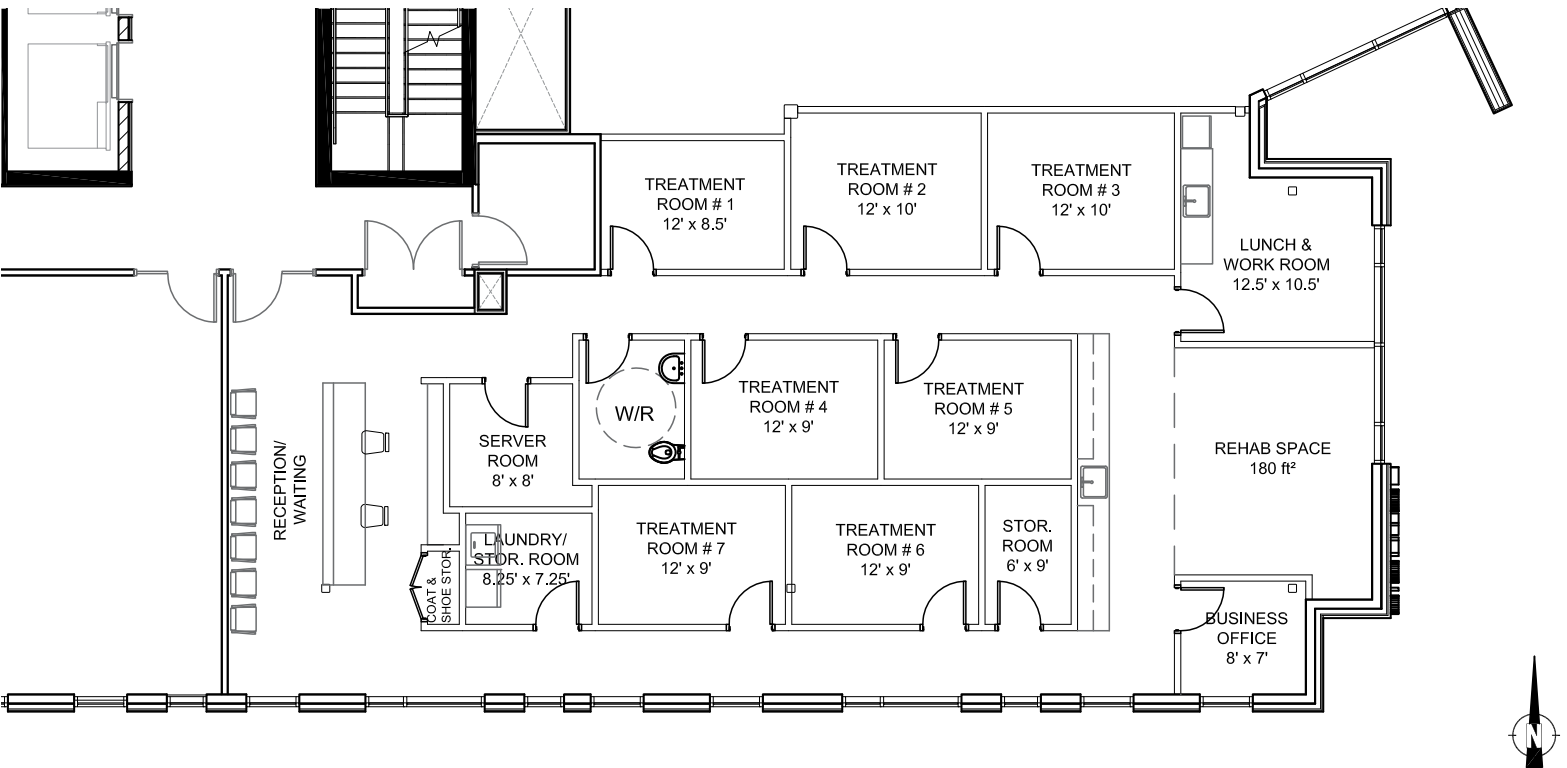 TREATMENT
ROOM # 1
12' x 8.5'
TREATMENT
ROOM # 2
12' x 10'
TREATMENT
ROOM # 3
12' x 10'
LUNCH &
WORK ROOM
12.5' x 10.5'
RECEPTION/
WAITING
SERVER
ROOM
8' x 8'
W/R
TREATMENT
ROOM # 4
12' x 9'
TREATMENT
ROOM # 5
12' x 9'
REHAB SPACE
180 ft²
COAT &
SHOE STOR.
LAUNDRY/
STOR. ROOM
8.25' x 7.25'
TREATMENT
ROOM # 7
12' x 9'
TREATMENT
ROOM # 6
12' x 9'
STOR.
ROOM
6' x 9'
BUSINESS
OFFICE
8' x 7'
N